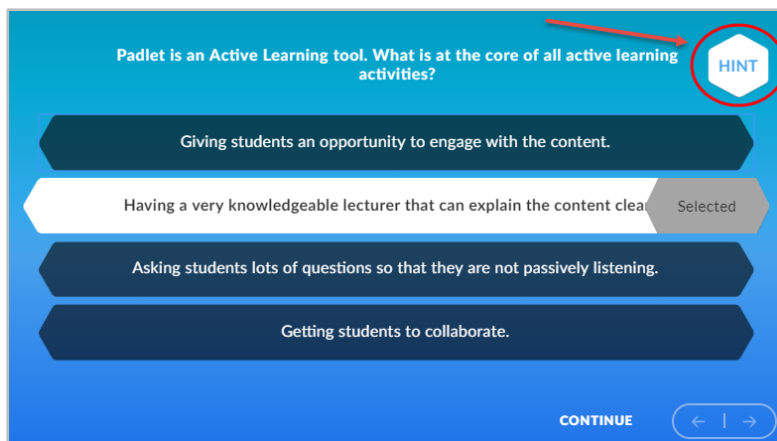 Padlet is an Active Learning tool. What is at the core of all active learning
activities?
HINT
Giving students an opportunity to engage with the content.
Having a very knowledgeable lecturer that can explain the content
Selected
Asking students lots of questions so that they are not passively listening.
Getting students to collaborate.
CONTINUE